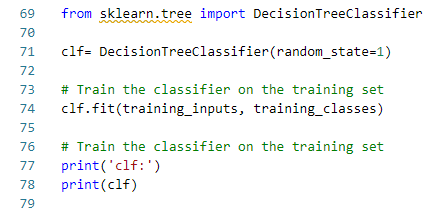 69 from sklearn.tree import DecisionTreeClassifier
70
71 clf= DecisionTreeClassifier(random_state=1)
72
73 # Train the classifier on the training set
74 clf.fit(training_inputs, training_classes)
75
76 # Train the classifier on the training set
77 print('clf:')
78 print(clf)
79